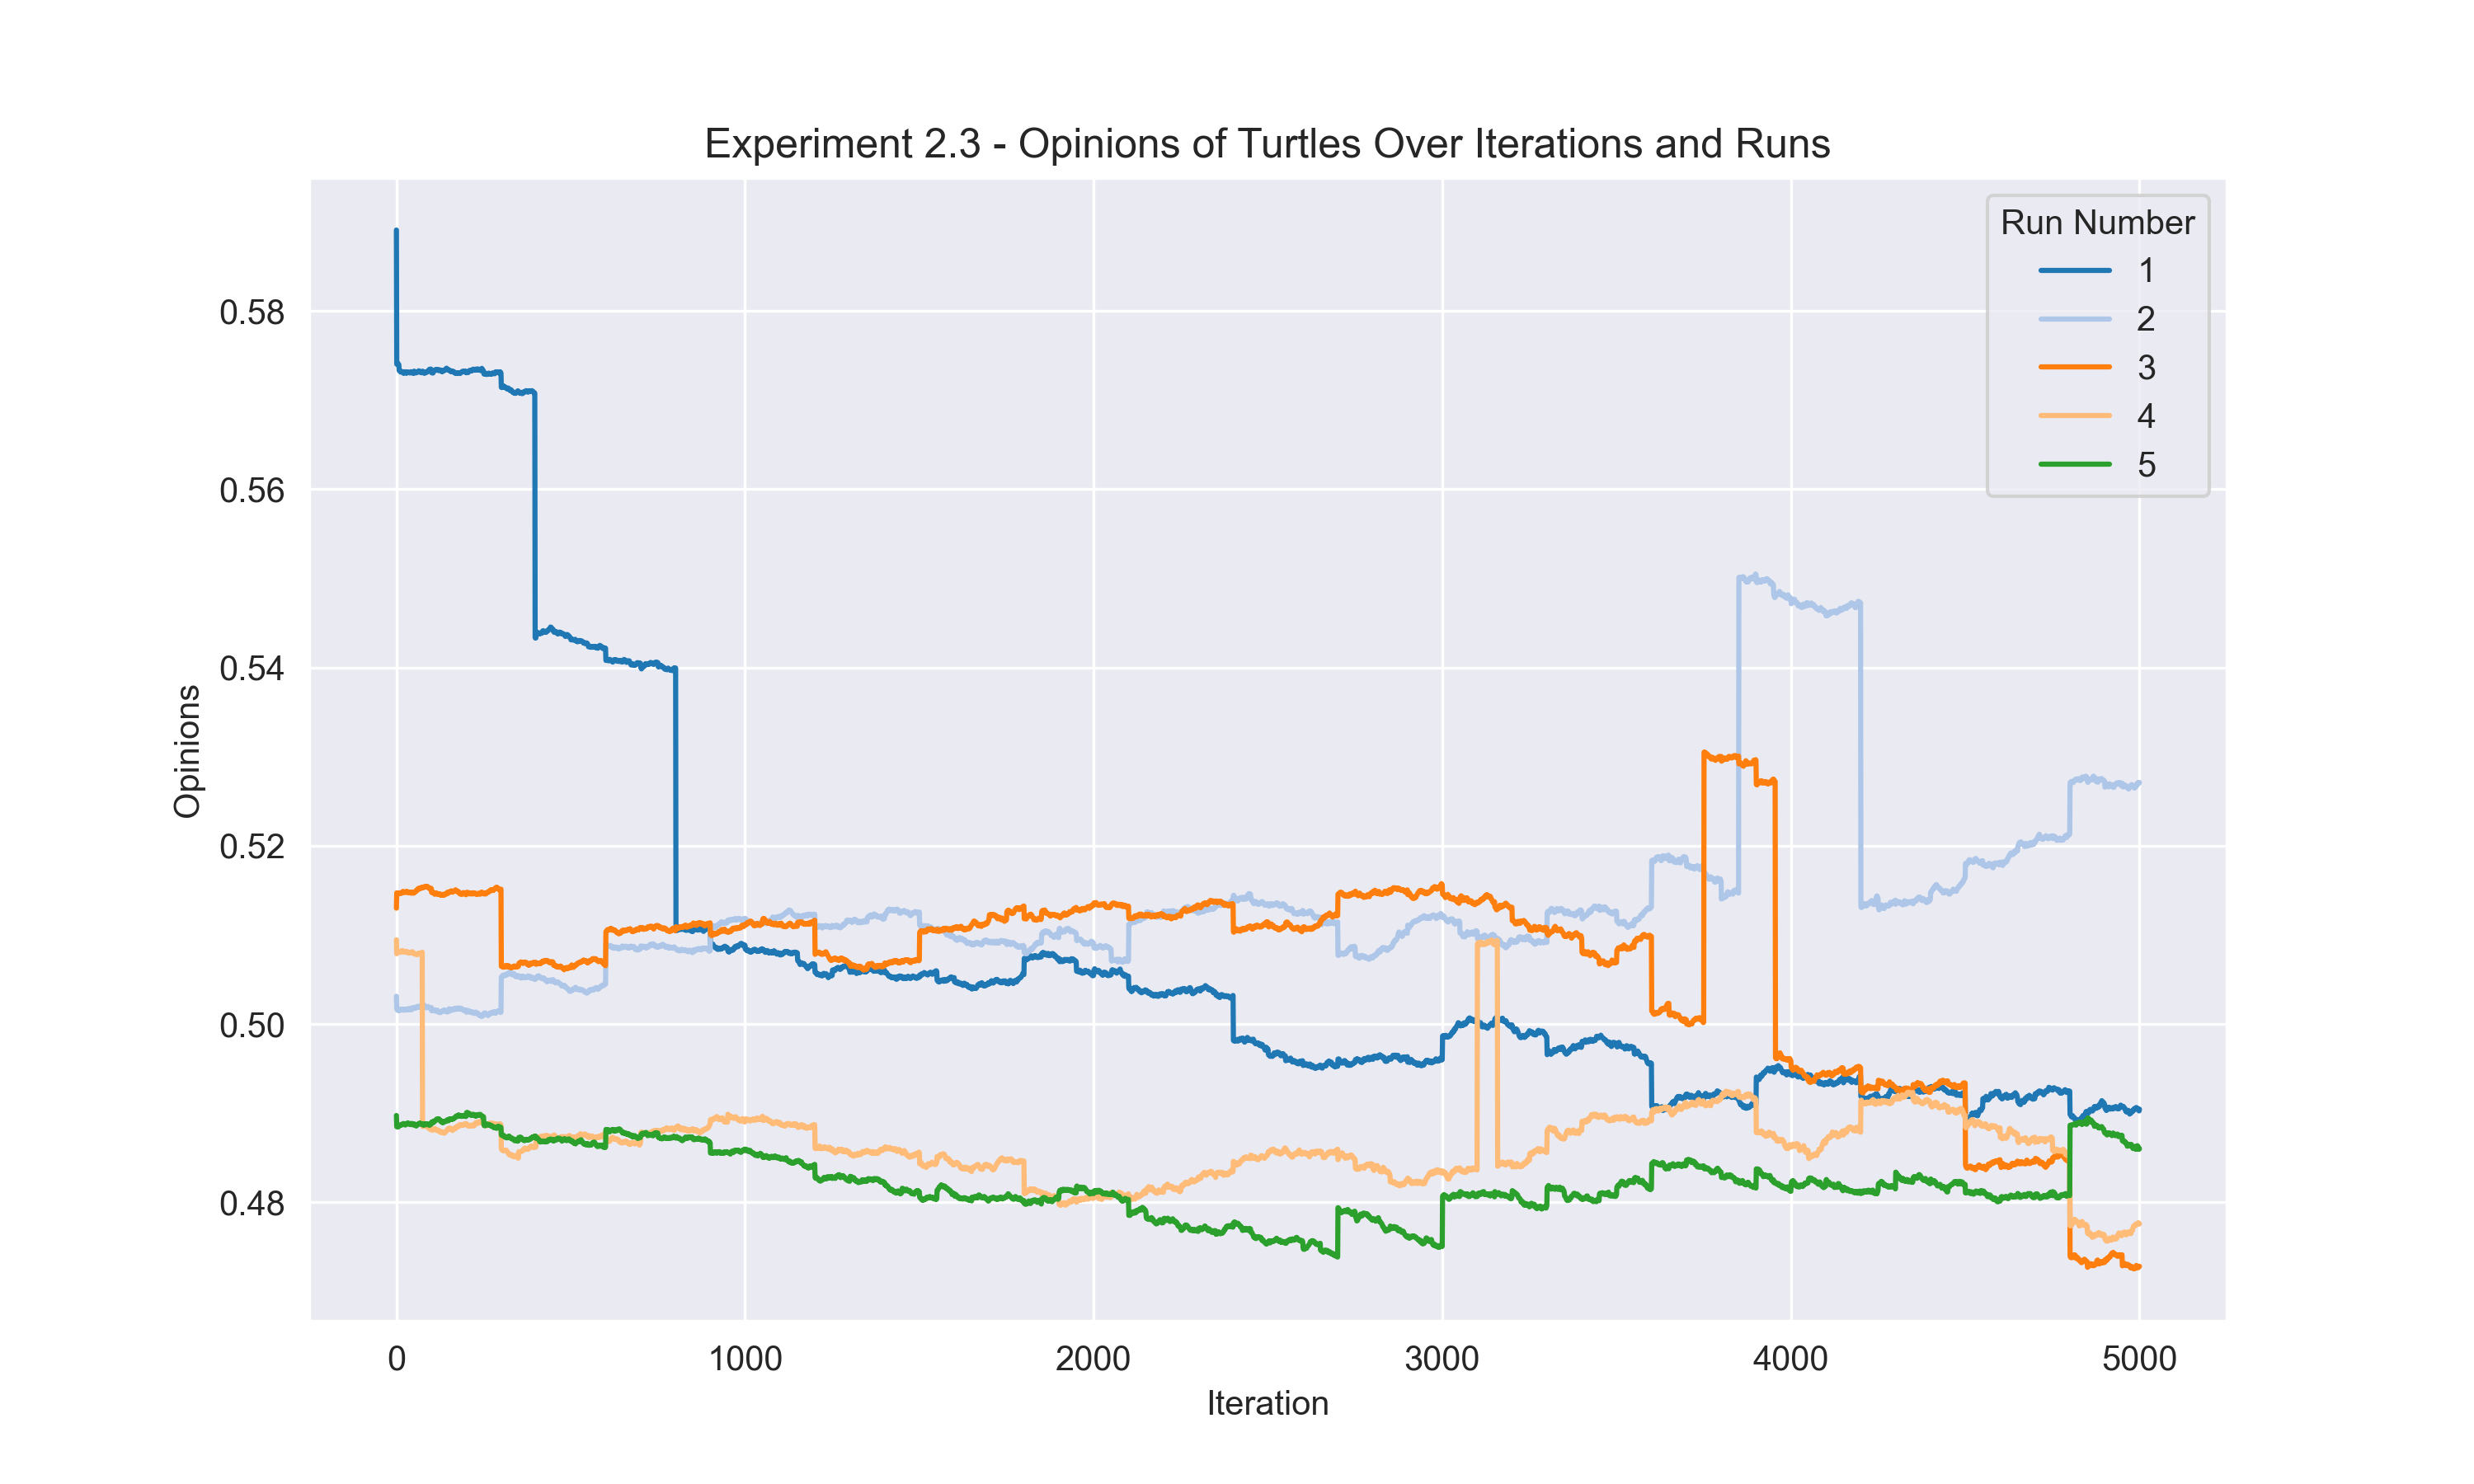 Experiment 2.3 - Opinions of Turtles Over Iterations and Runs
Run Number
1
2
3
4
5
0.58
0.56
0.54
0.52
0.50
0.48
Opinions
0 1000 2000 3000 4000 5000
Iteration